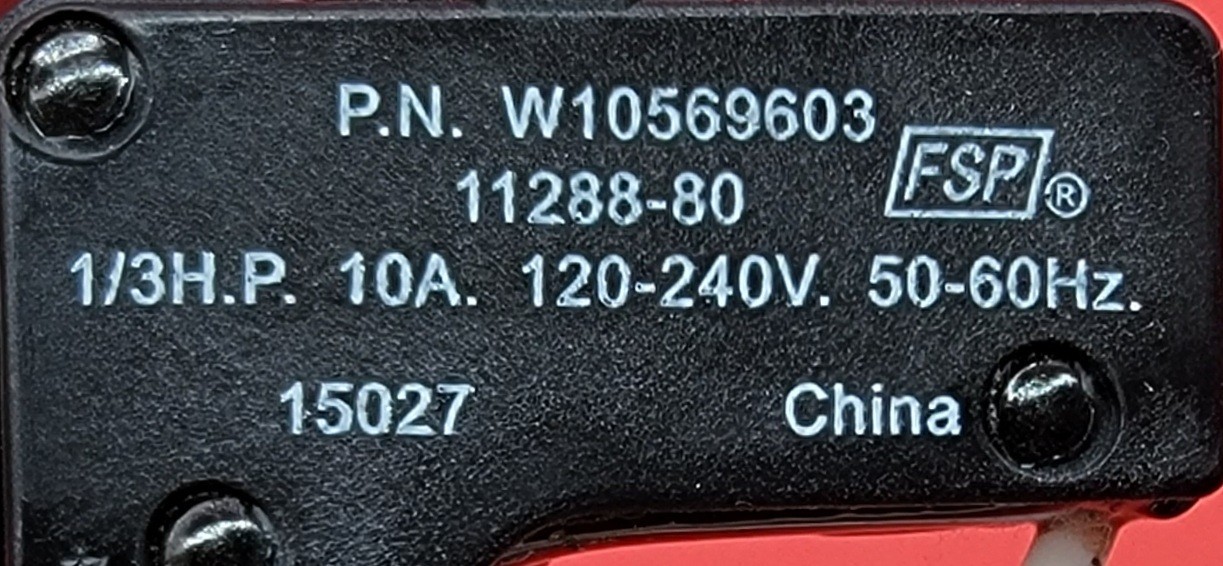 P.N. W10569603
11288-80
FSP®
1/3H.P. 10A. 120-240V. 50-60Hz.
15027 China